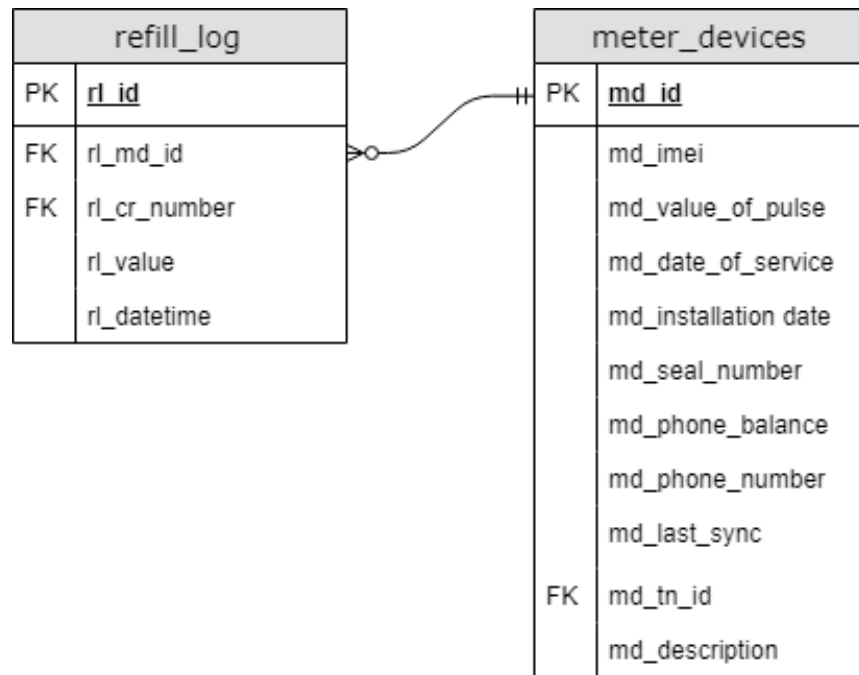 refill_log
PK rl_id
FK rl_md_id
FK rl_cr_number
rl_value
rl_datetime
meter_devices
PK md_id
md_imei
md_value_of_pulse
md_date_of_service
md_installation date
md_seal_number
md_phone_balance
md_phone_number
md_last_sync
FK md_tn_id
md_description